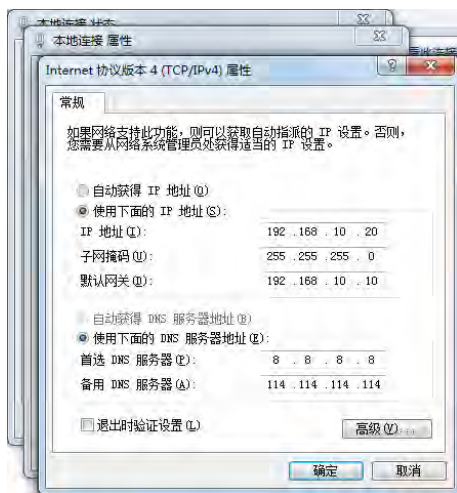 本地连接 状态
本地连接 属性
Internet 协议版本 4 (TCP/IPv4) 属性
常规
如果网络支持此功能，则可以获取自动指派的 IP 设置。否则，
您需要从网络系统管理员处获得适当的 IP 设置。
自动获得 IP 地址(O)
使用下面的 IP 地址(S):
IP 地址(I): 192 . 168 . 10 . 20
子网掩码(U): 255 . 255 . 255 . 0
默认网关(D): 192 . 168 . 10 . 10
自动获得 DNS 服务器地址(B)
使用下面的 DNS 服务器地址(E):
首选 DNS 服务器(P): 8 . 8 . 8 . 8
备用 DNS 服务器(A): 114 . 114 . 114 . 114
退出时验证设置(L)
高级(V)...
确定 取消